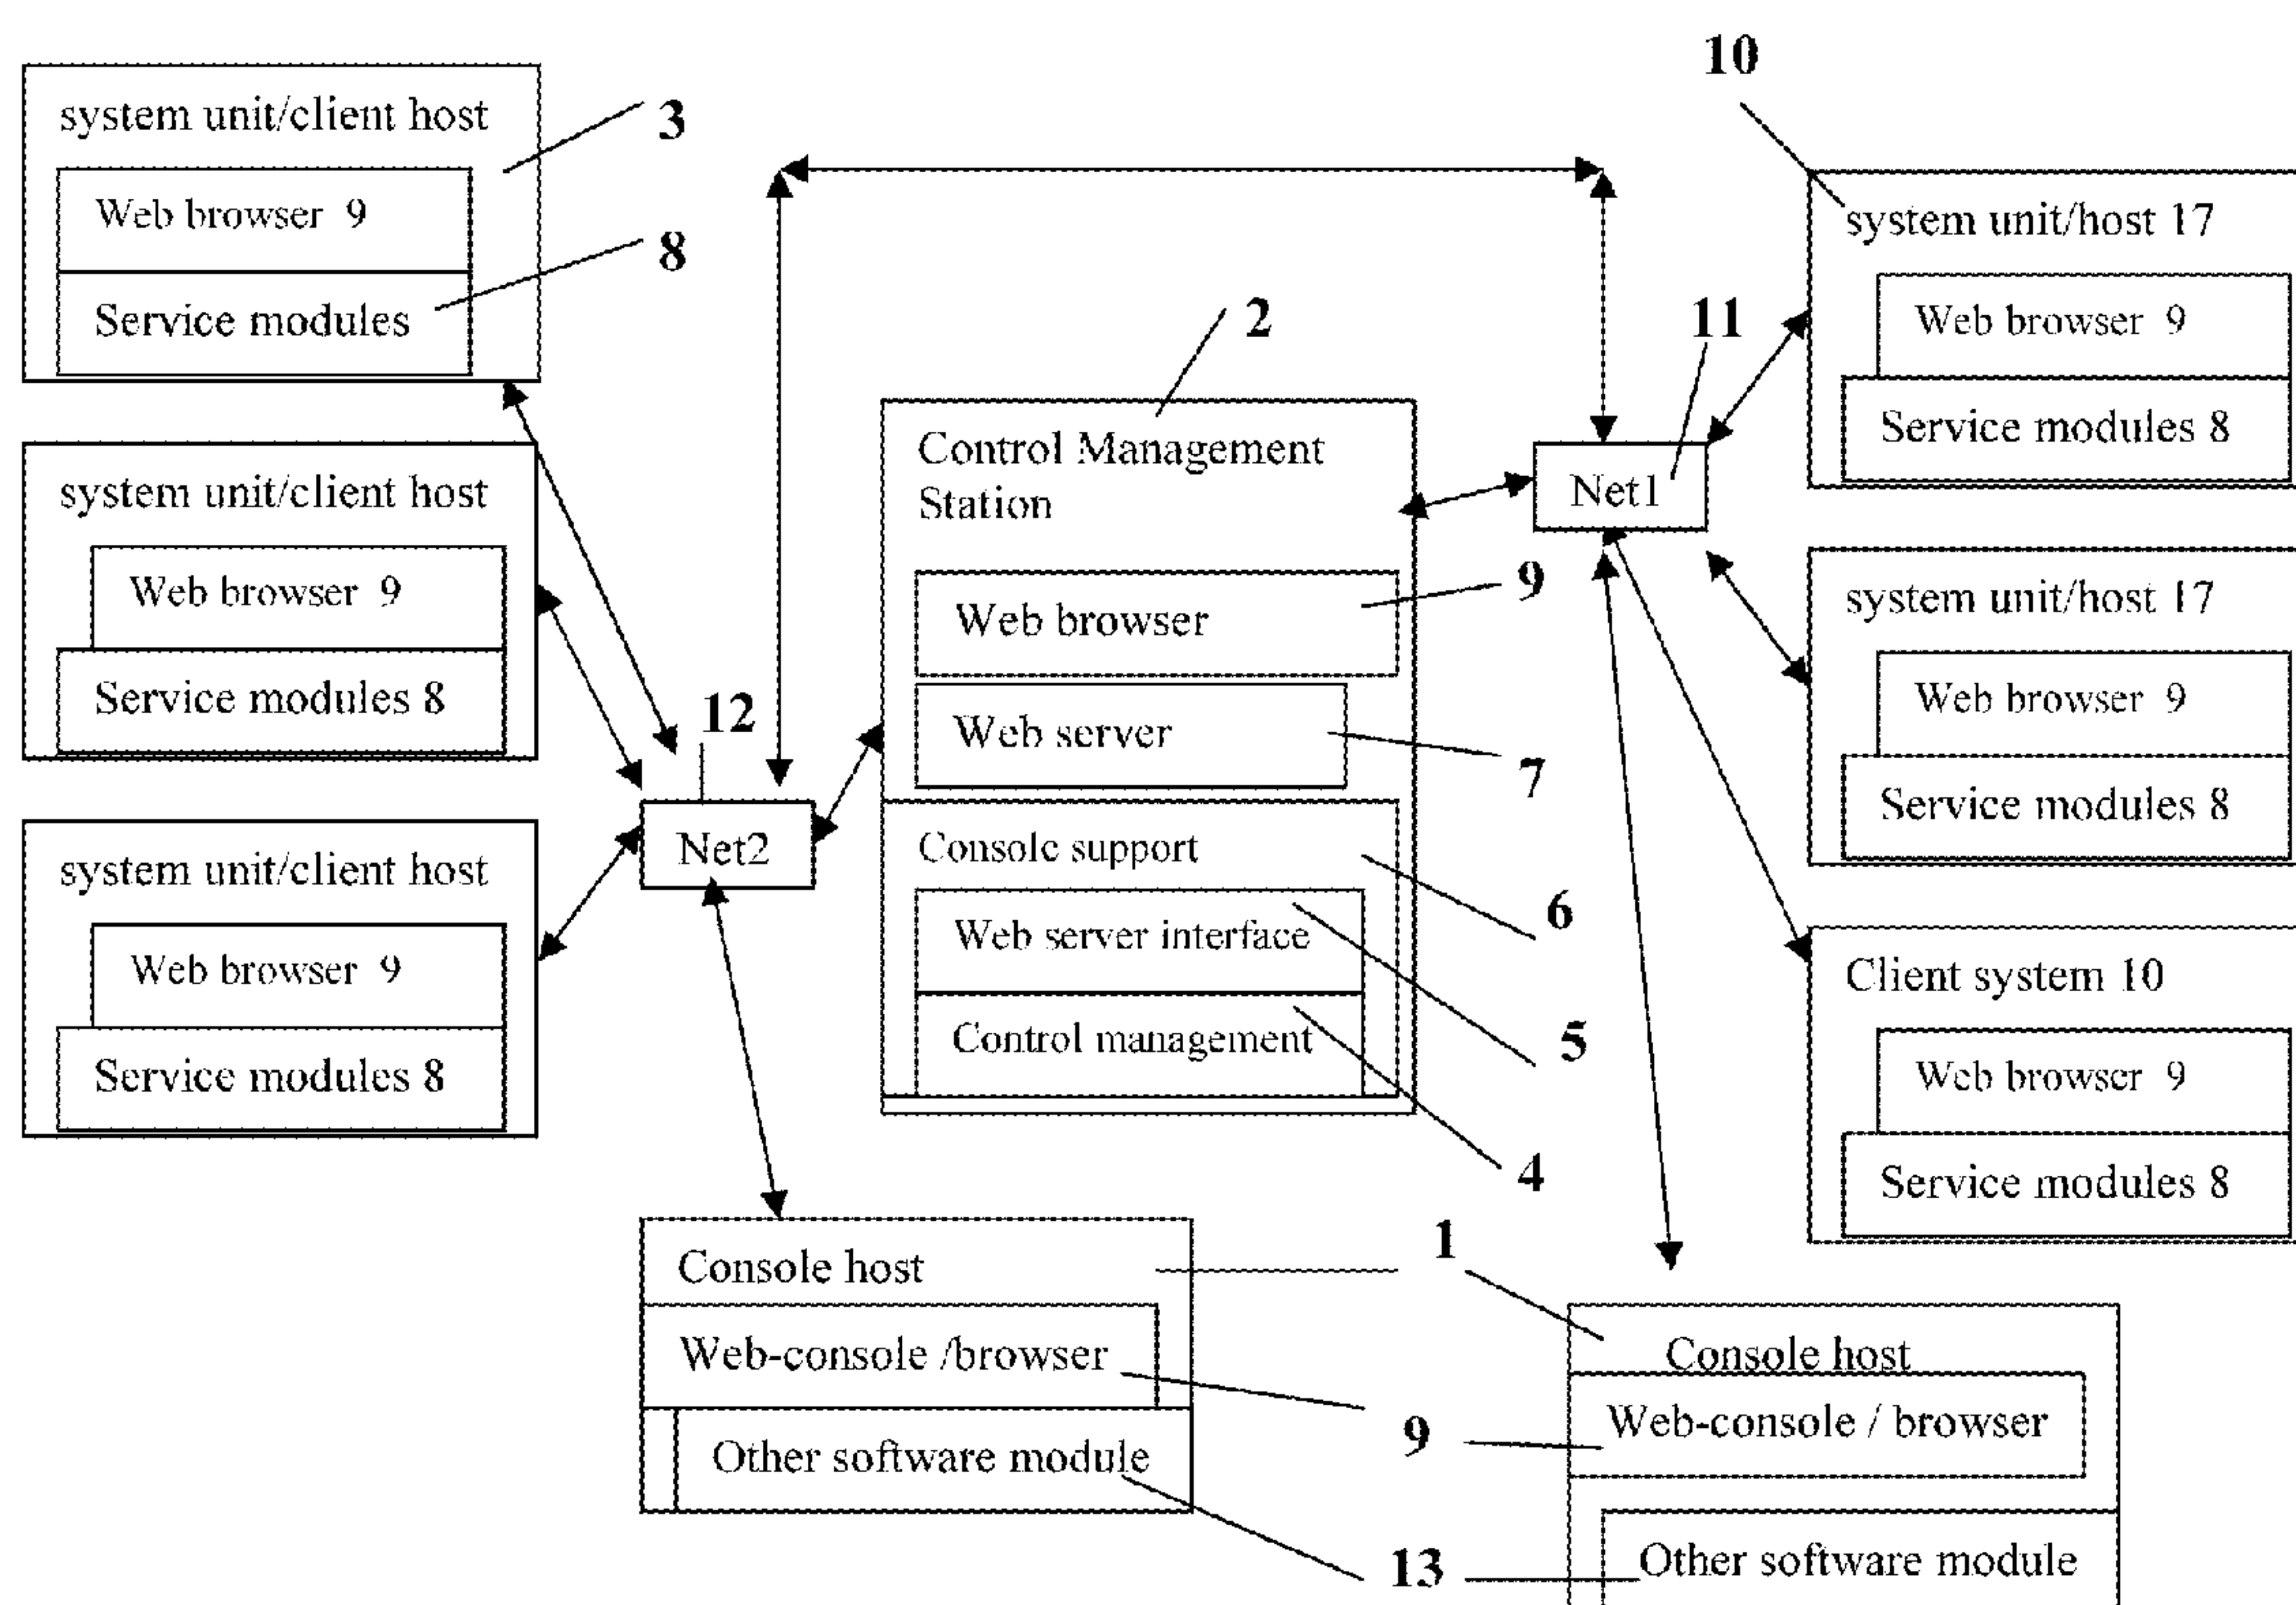 10
system unit/client host
3
Web browser 9
8
Service modules
system unit/client host
Web browser 9
Service modules 8
system unit/client host
Web browser 9
Service modules 8
12
Net2
2
Control Management
Station
Web browser
9
Web server
7
Console support
6
Web server interface
5
Control management
4
11
Net1
system unit/host 17
Web browser 9
Service modules 8
system unit/host 17
Web browser 9
Service modules 8
Client system 10
Web browser 9
Service modules 8
Console host
1
Web-console /browser
9
Other software module
13
Console host
Web-console / browser
Other software module